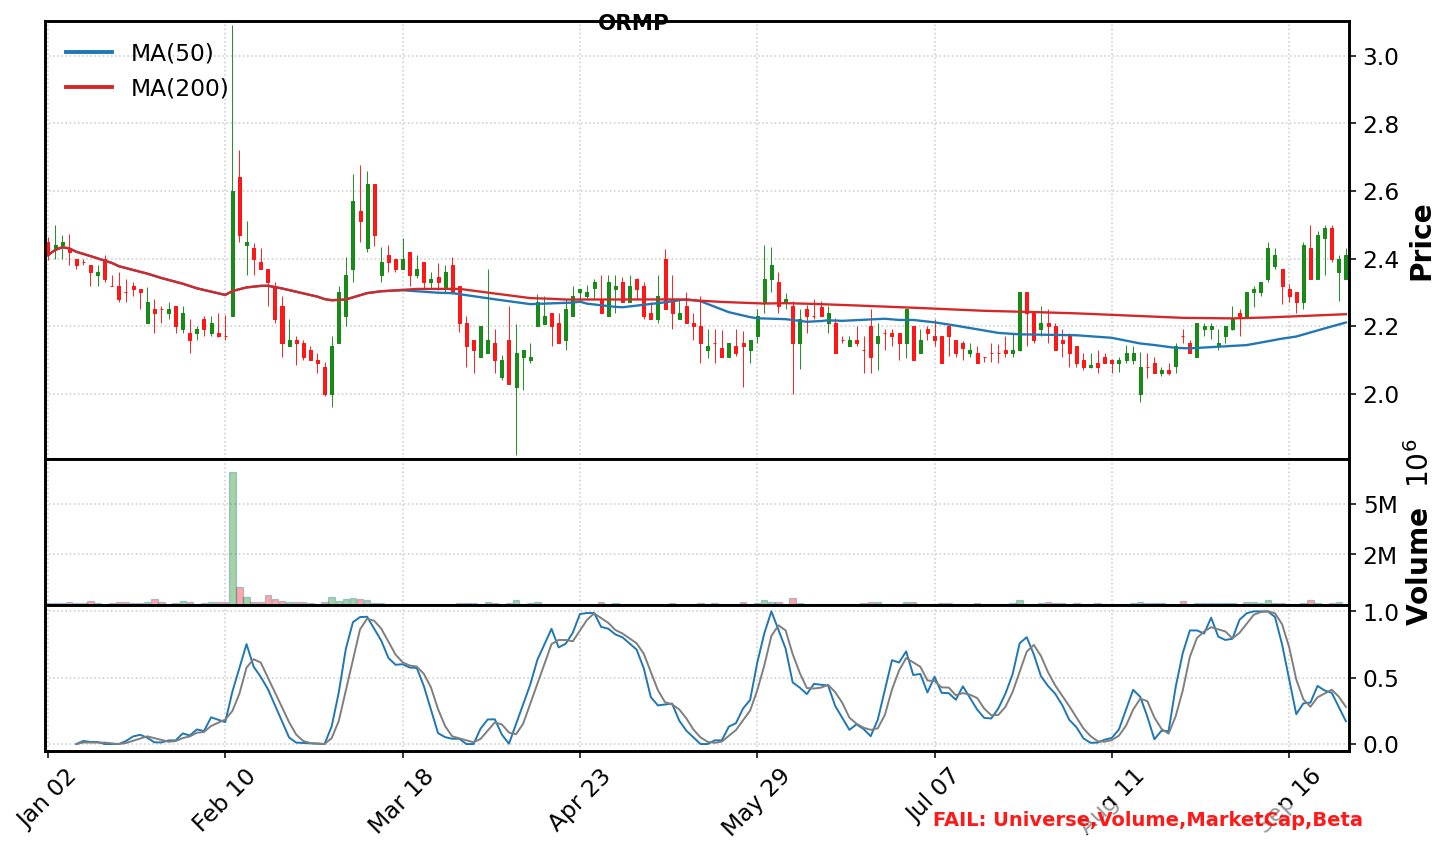 ORMP
MA(50)
MA(200)
3.0
2.8
2.6
2.4
2.2
2.0
Price
5M
2M
Volume 10^6
1.0
0.5
0.0
Jan 02
Feb 10
Mar 18
Apr 23
May 29
Jul 07
Aug 11
Sep 16
FAIL: Universe,Volume,MarketCap,Beta